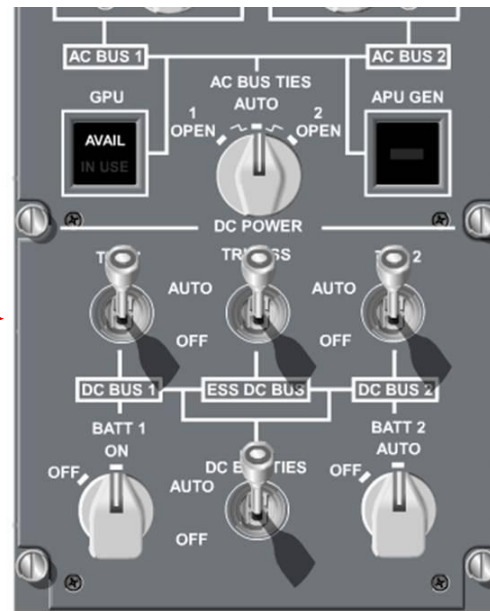 AC BUS 1
AC BUS 2
AC BUS TIES
GPU
AUTO
APU GEN
1
2
OPEN
OPEN
AVAIL
IN USE
DC POWER
AUTO
AUTO
OFF
OFF
DC BUS 1
ESS DC BUS
DC BUS 2
BATT 1
BATT 2
ON
AUTO
OFF
TIES
OFF
AUTO
OFF